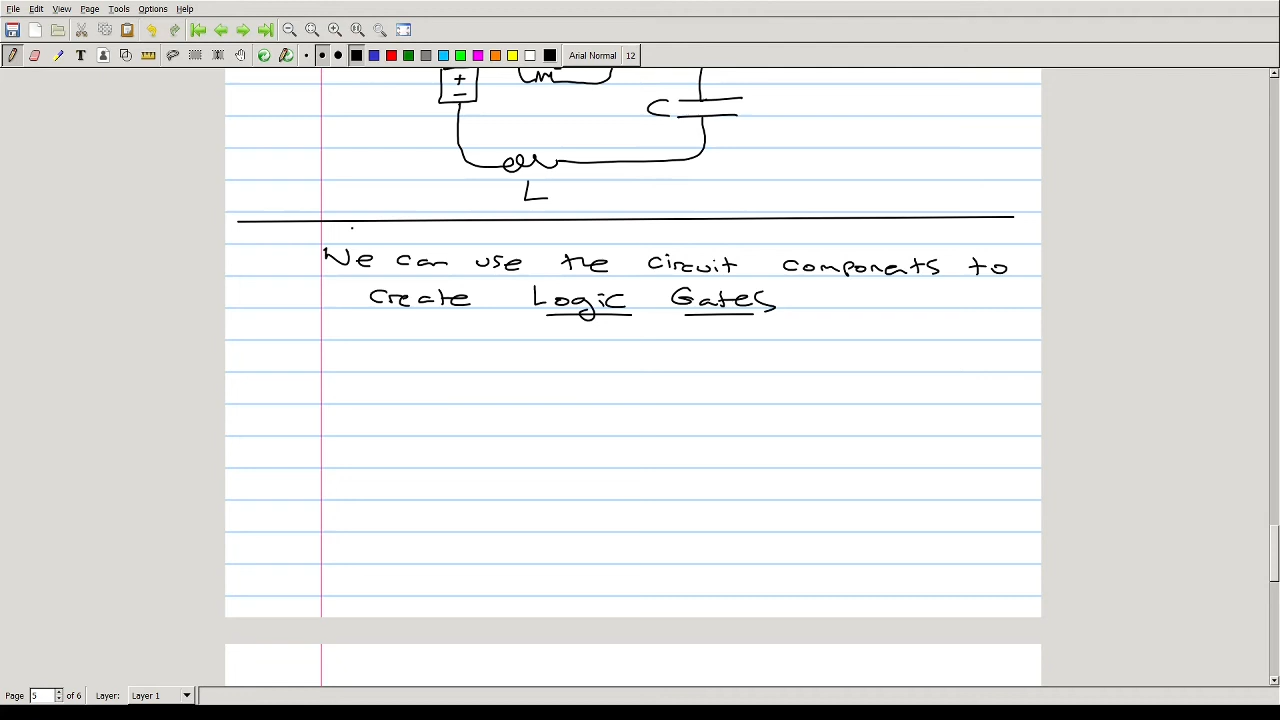 File Edit View Page Tools Options Help
T Arial Normal 12
+
−
C
L
We can use the circuit components to
create Logic Gates
Page 5 of 6 Layer: Layer 1